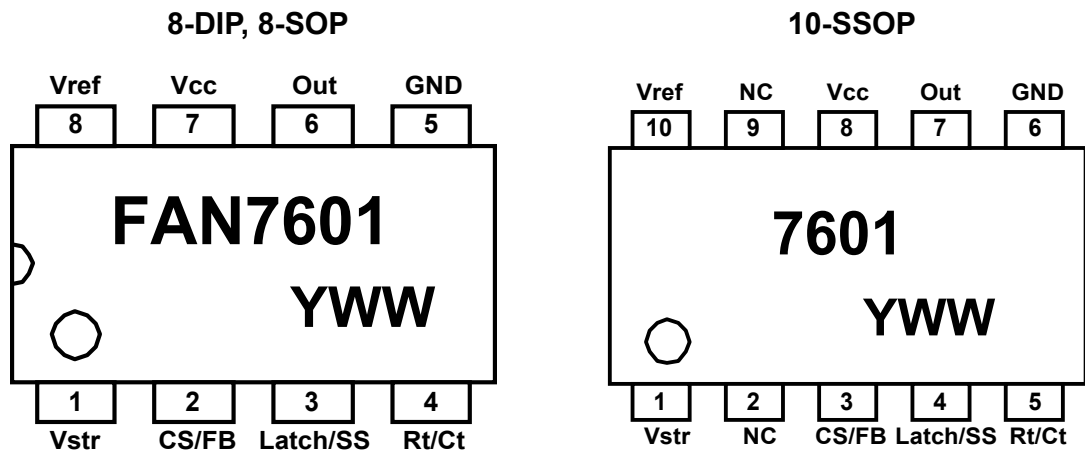 8-DIP, 8-SOP
Vref Vcc Out GND
8 7 6 5
FAN7601
YWW
1 2 3 4
Vstr CS/FB Latch/SS Rt/Ct
10-SSOP
Vref NC Vcc Out GND
10 9 8 7 6
7601
YWW
1 2 3 4 5
Vstr NC CS/FB Latch/SS Rt/Ct